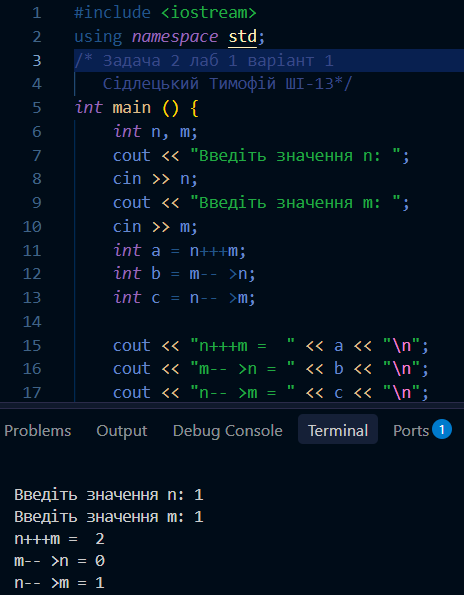 1 #include <iostream>
2 using namespace std;
3 /* Задача 2 лаб 1 варіант 1
4 Сідлецький Тимофій ШІ-13*/
5 int main () {
6 int n, m;
7 cout << "Введіть значення n: ";
8 cin >> n;
9 cout << "Введіть значення m: ";
10 cin >> m;
11 int a = n+++m;
12 int b = m-- >n;
13 int c = n-- >m;
14
15 cout << "n+++m =  " << a << "\n";
16 cout << "m-- >n = " << b << "\n";
17 cout << "n-- >m = " << c << "\n";
Problems Output Debug Console Terminal Ports 1
Введіть значення n: 1
Введіть значення m: 1
n+++m =  2
m-- >n = 0
n-- >m = 1